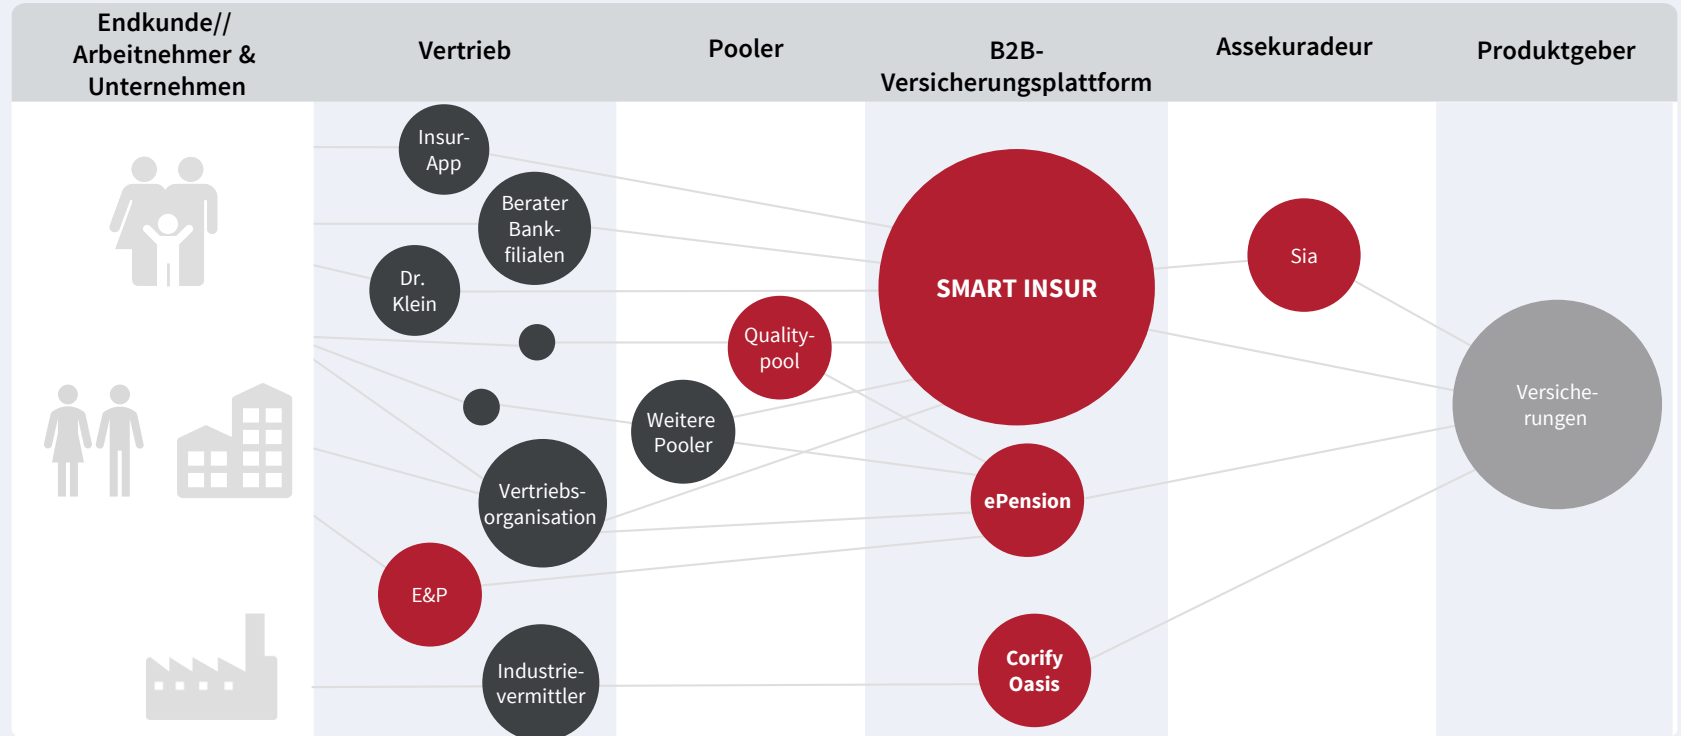 Endkunde//
Arbeitnehmer &
Unternehmen
Vertrieb
Pooler
B2B-
Versicherungsplattform
Assekuradeur
Produktgeber
Insur-
App
Berater
Bank-
filialen
Dr.
Klein
Quality-
pool
Weitere
Pooler
Vertriebs-
organisation
E&P
Industrie-
vermittler
SMART INSUR
ePension
Corify
Oasis
Sia
Versiche-
rungen